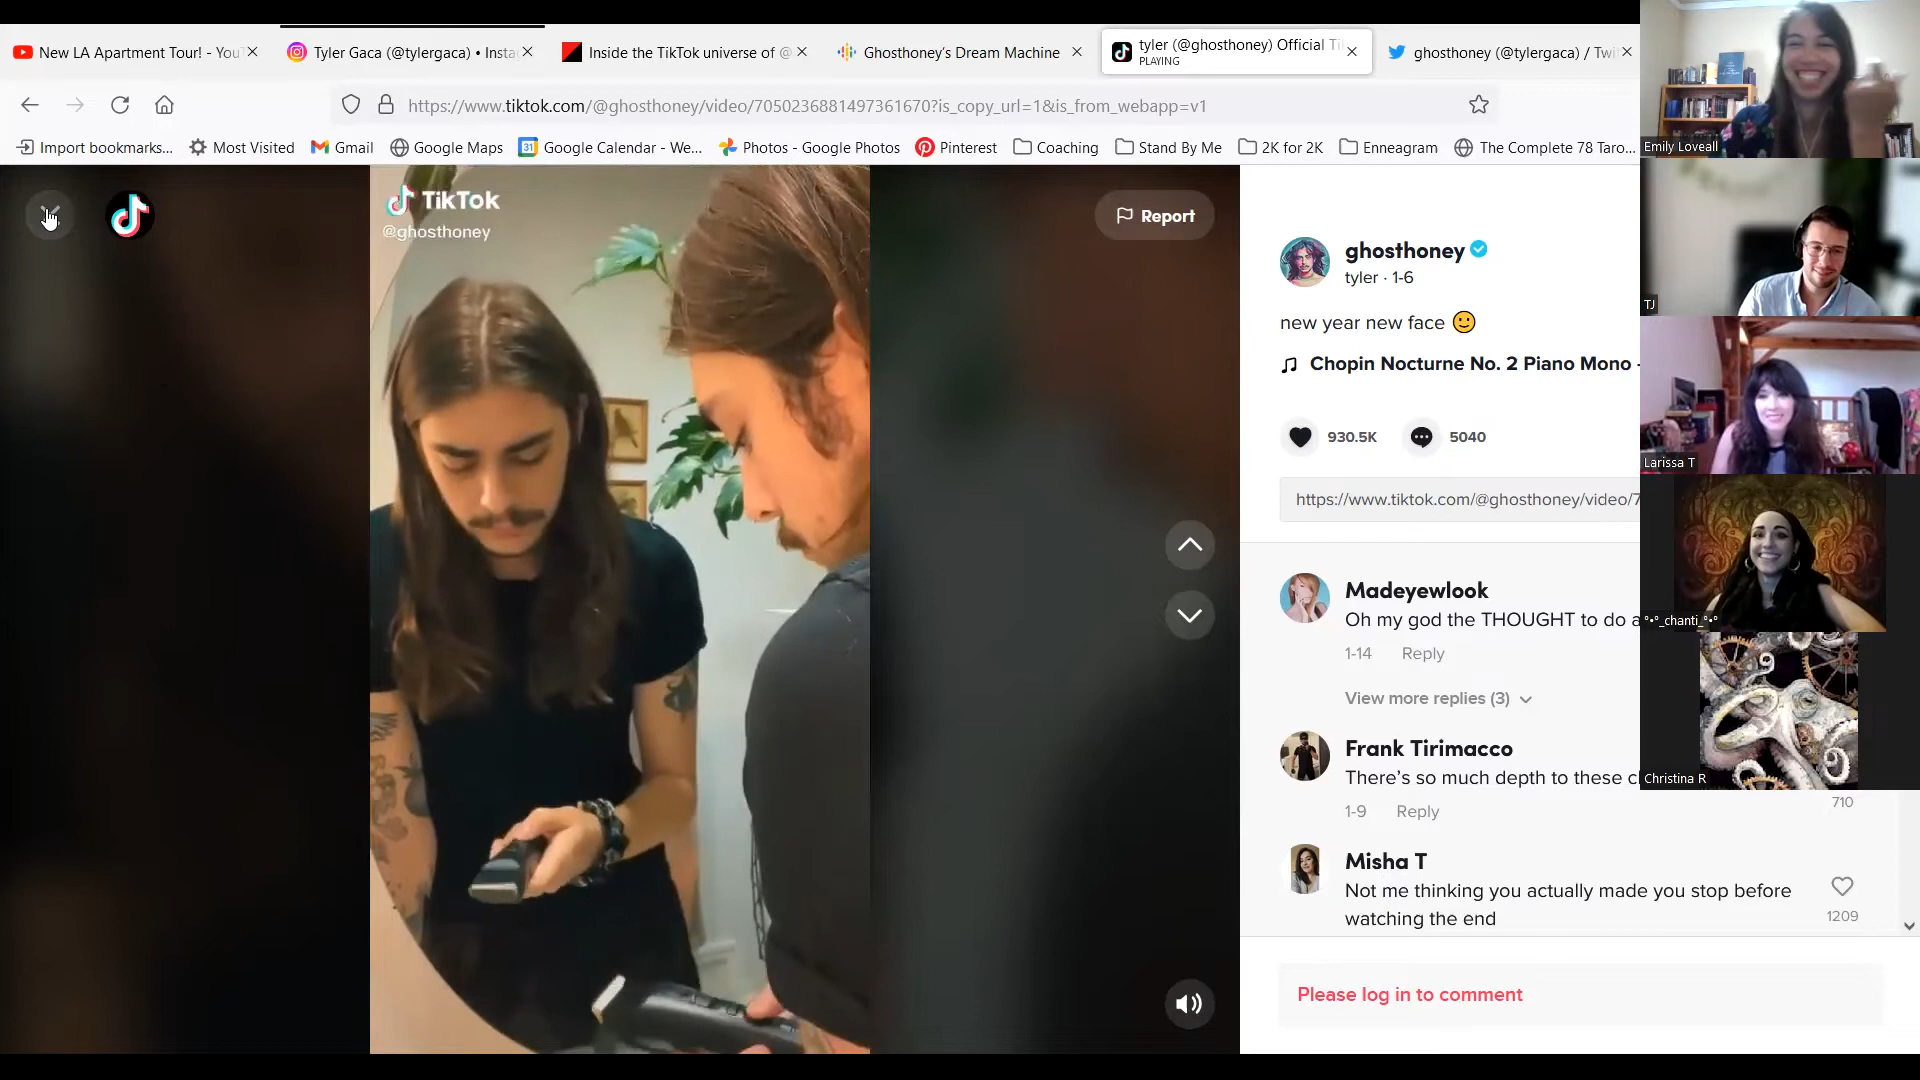 New LA Apartment Tour! - You
Tyler Gaca (@tylergaca) • Insta
Inside the TikTok universe of @
Ghosthoney's Dream Machine
tyler (@ghosthoney) Official Ti
PLAYING
ghosthoney (@tylergaca) / Twi
https://www.tiktok.com/@ghosthoney/video/7050236881497361670?is_copy_url=1&is_from_webapp=v1
Import bookmarks...
Most Visited
Gmail
Google Maps
31
Google Calendar - We...
Photos - Google Photos
Pinterest
Coaching
Stand By Me
2K for 2K
Enneagram
The Complete 78 Taro...
TikTok
@ghosthoney
Report
ghosthoney
tyler · 1-6
new year new face 🙂
Chopin Nocturne No. 2 Piano Mono -
930.5K
5040
https://www.tiktok.com/@ghosthoney/video/7
Madeyewlook
Oh my god the THOUGHT to do a
1-14 Reply
View more replies (3)
Frank Tirimacco
There's so much depth to these c
710
1-9 Reply
Misha T
Not me thinking you actually made you stop before
watching the end
1209
Please log in to comment
Emily Loveall
TJ
Larissa T
°•°_chanti_°•°
Christina R